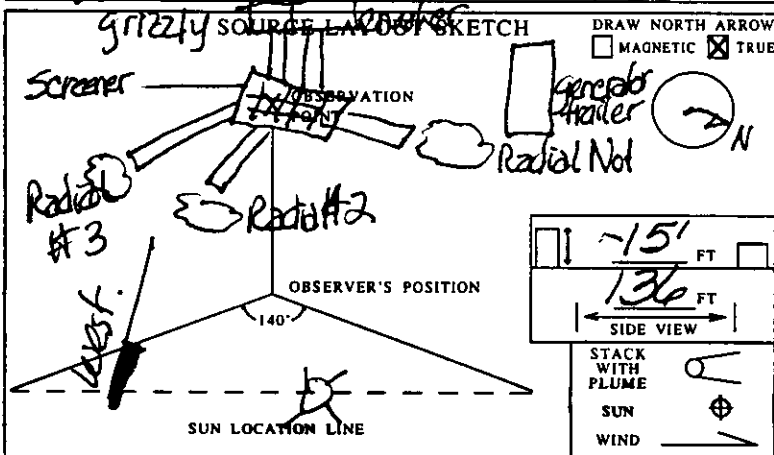 grizzly
SOURCE LAYOUT SKETCH
DRAW NORTH ARROW
MAGNETIC TRUE
Screener
OBSERVATION
POINT
generator
trailer
N
Radial No1
Radial
#3
Radial #2
~15' FT
136 FT
SIDE VIEW
OBSERVER'S POSITION
140°
West.
SUN LOCATION LINE
STACK
WITH
PLUME
SUN
WIND